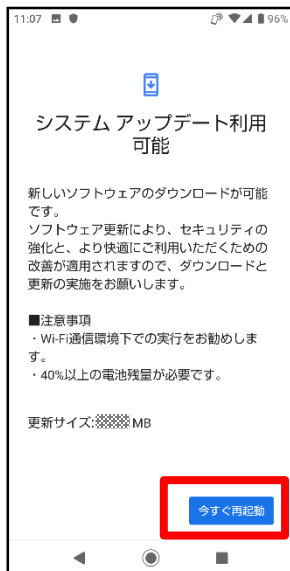 11:07 96%
システム アップデート利用
可能
新しいソフトウェアのダウンロードが可能
です。
ソフトウェア更新により、セキュリティの
強化と、より快適にご利用いただくための
改善が適用されますので、ダウンロードと
更新の実施をお願いします。
■注意事項
・Wi-Fi通信環境下での実行をお勧めしま
す。
・40%以上の電池残量が必要です。
更新サイズ: MB
今すぐ再起動